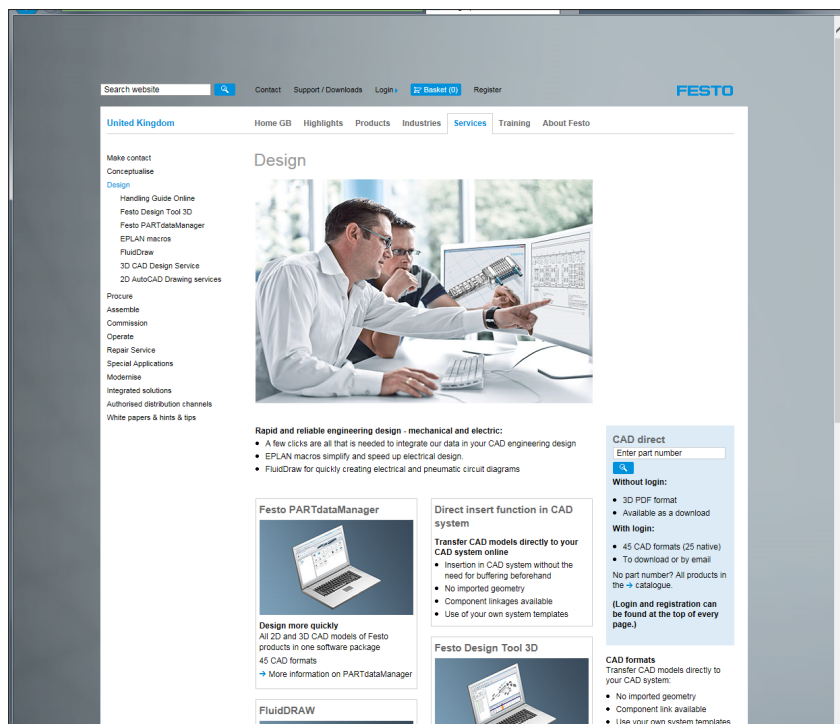 Search website
Contact Support / Downloads Login Basket (0) Register
FESTO
United Kingdom
Home GB Highlights Products Industries Services Training About Festo
Make contact
Conceptualise
Design
Handling Guide Online
Festo Design Tool 3D
Festo PARTdataManager
EPLAN macros
FluidDraw
3D CAD Design Service
2D AutoCAD Drawing services
Procure
Assemble
Commission
Operate
Repair Service
Special Applications
Modernise
Integrated solutions
Authorised distribution channels
White papers & hints & tips
Design
Rapid and reliable engineering design - mechanical and electric:
• A few clicks are all that is needed to integrate our data in your CAD engineering design
• EPLAN macros simplify and speed up electrical design.
• FluidDraw for quickly creating electrical and pneumatic circuit diagrams
Festo PARTdataManager
Design more quickly
All 2D and 3D CAD models of Festo
products in one software package
45 CAD formats
→ More information on PARTdataManager
FluidDRAW
Direct insert function in CAD
system
Transfer CAD models directly to your
CAD system online
• Insertion in CAD system without the
need for buffering beforehand
• No imported geometry
• Component linkages available
• Use of your own system templates
Festo Design Tool 3D
CAD direct
Enter part number
Without login:
• 3D PDF format
• Available as a download
With login:
• 45 CAD formats (25 native)
• To download or by email
No part number? All products in
the → catalogue.
(Login and registration can
be found at the top of every
page.)
CAD formats
Transfer CAD models directly to
your CAD system:
• No imported geometry
• Component link available
• Use your own system templates